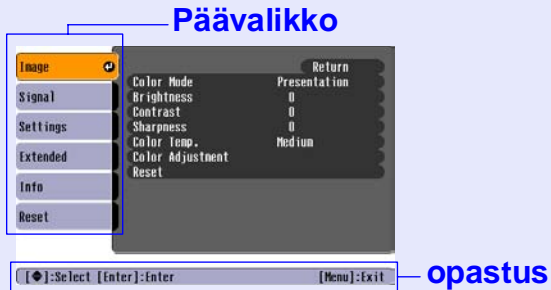 Päävalikko
Image
Signal
Settings
Extended
Info
Reset
Return
Color Mode Presentation
Brightness 0
Contrast 0
Sharpness 0
Color Temp. Medium
Color Adjustment
Reset
[◆]:Select [Enter]:Enter [Menu]:Exit
opastus